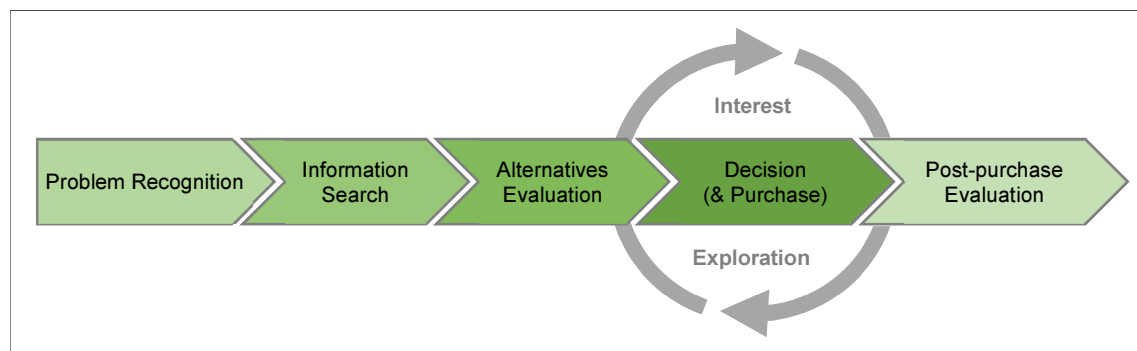 Interest
Problem Recognition
Information
Search
Alternatives
Evaluation
Decision
(& Purchase)
Post-purchase
Evaluation
Exploration